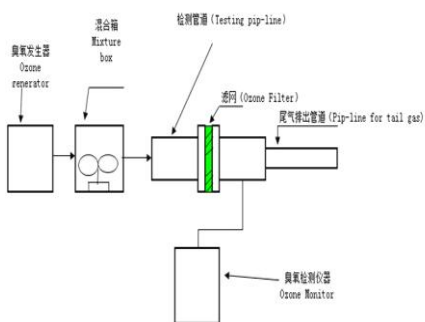 臭氧发生器
Ozone
renerator
混合箱
Mixture
box
检测管道(Testing pip-line)
滤网(Ozone Filter)
尾气排出管道(Pip-line for tail gas)
臭氧检测仪器
Ozone Monitor